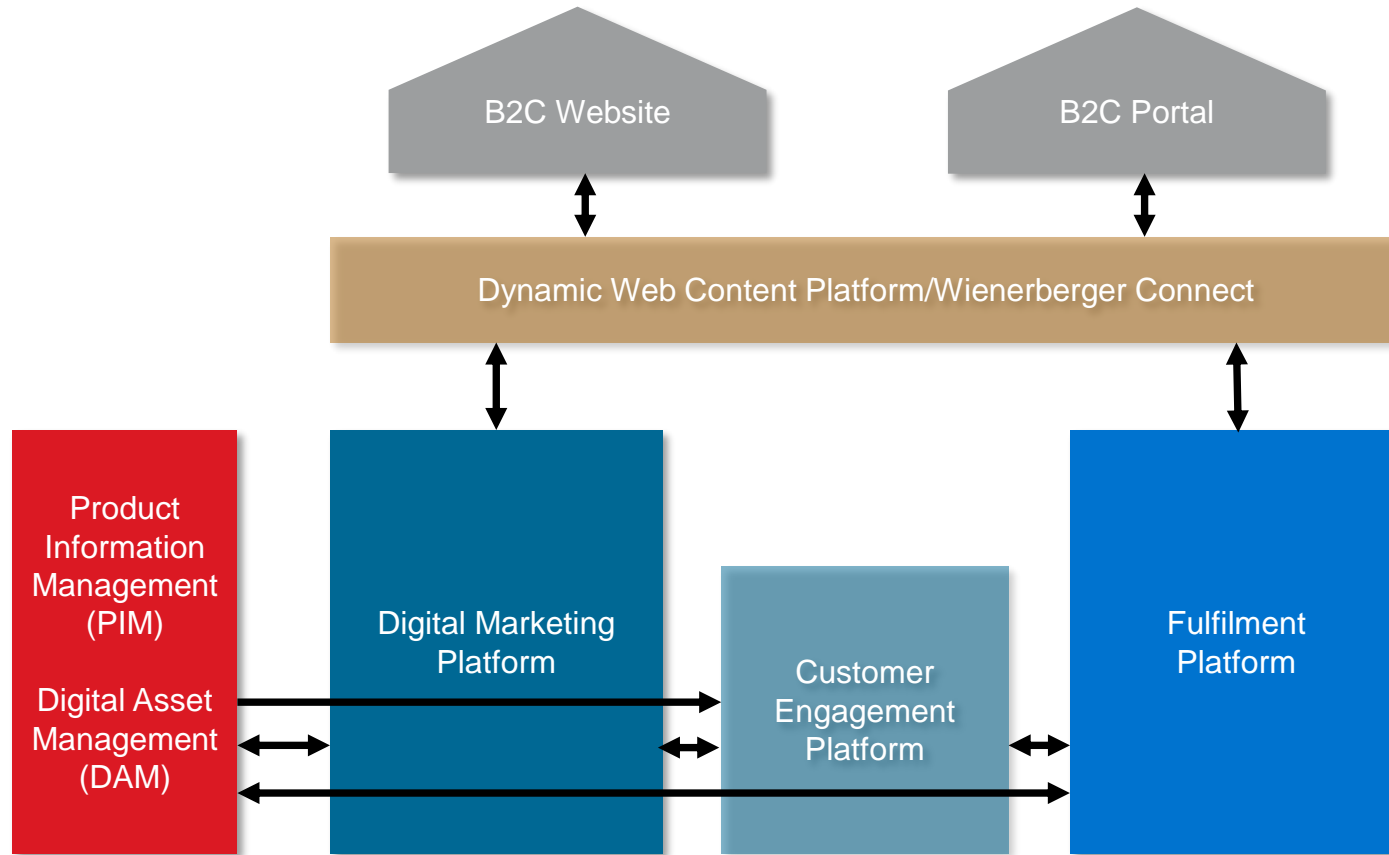 B2C Website
B2C Portal
Dynamic Web Content Platform/Wienerberger Connect
Product
Information
Management
(PIM)
Digital Asset
Management
(DAM)
Digital Marketing
Platform
Customer
Engagement
Platform
Fulfilment
Platform